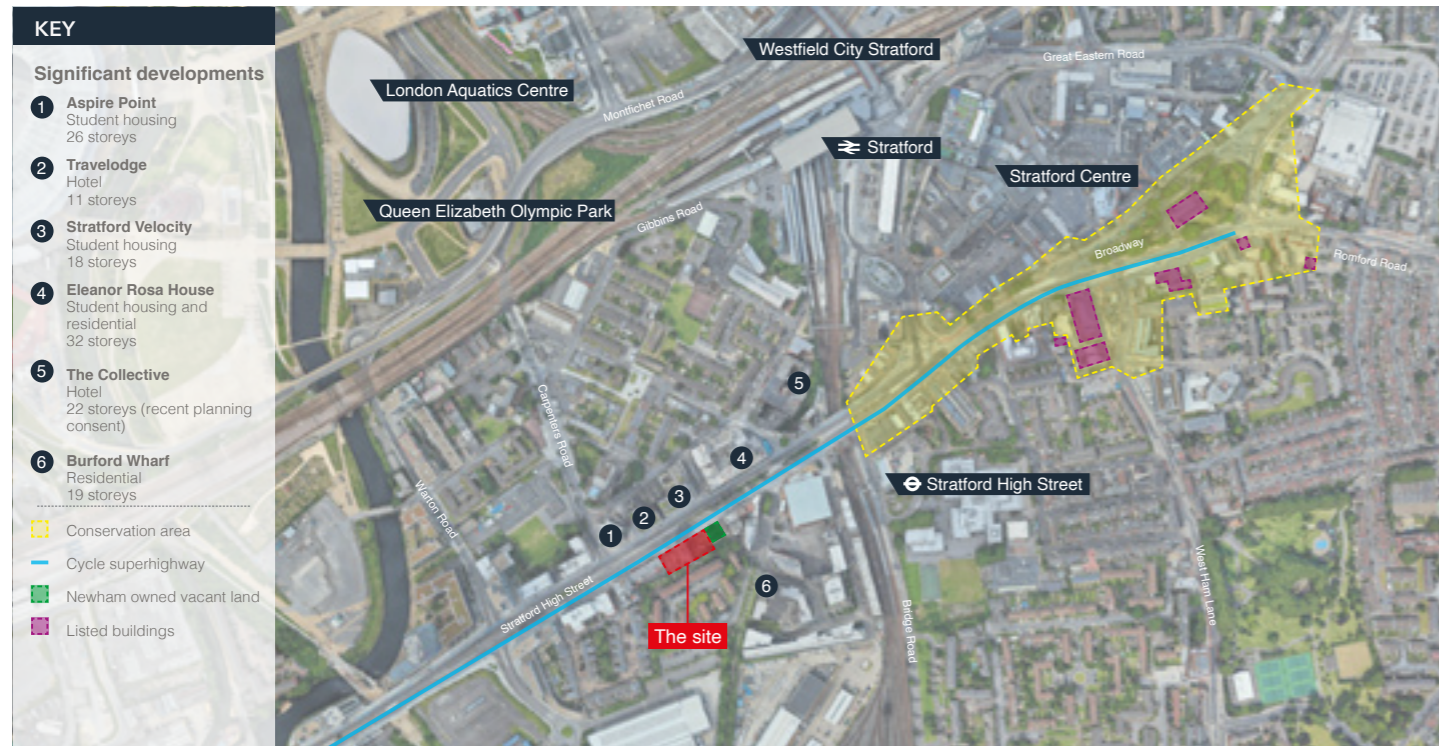 KEY
Significant developments
1 Aspire Point
Student housing
26 storeys
2 Travelodge
Hotel
11 storeys
3 Stratford Velocity
Student housing
18 storeys
4 Eleanor Rosa House
Student housing and
residential
32 storeys
5 The Collective
Hotel
22 storeys (recent planning
consent)
6 Burford Wharf
Residential
19 storeys
Conservation area
Cycle superhighway
Newham owned vacant land
Listed buildings
Westfield City Stratford
Great Eastern Road
London Aquatics Centre
Montfichet Road
Stratford
Stratford Centre
Queen Elizabeth Olympic Park
Gibbins Road
Broadway
Romford Road
5
Carpenters Road
4
Stratford High Street
3
Warton Road
2
1
6
Stratford High Street
West Ham Lane
Bridge Road
The site